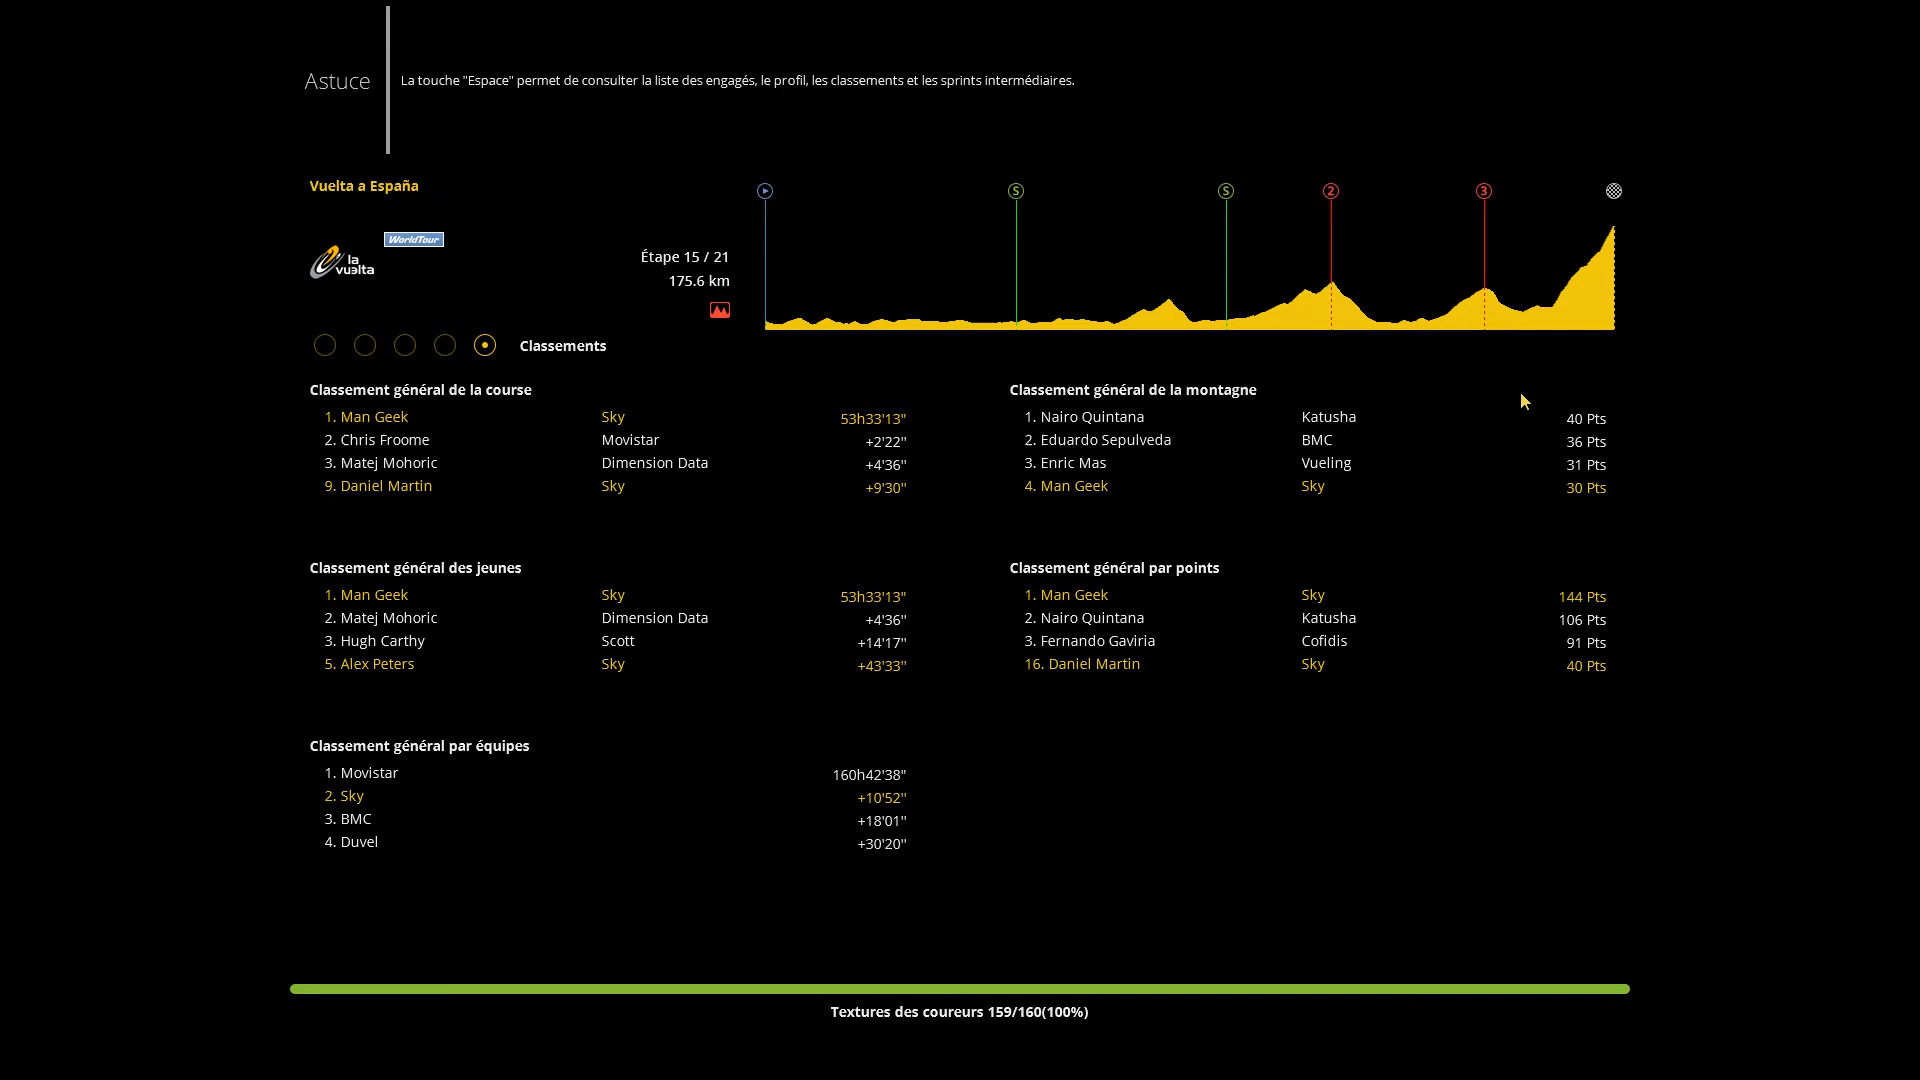 Astuce
La touche "Espace" permet de consulter la liste des engagés, le profil, les classements et les sprints intermédiaires.
Vuelta a España
WorldTour
la vuelta
Étape 15 / 21
175.6 km
S
S
2
3
Classements
Classement général de la course
1. Man Geek Sky 53h33'13''
2. Chris Froome Movistar +2'22''
3. Matej Mohoric Dimension Data +4'36''
9. Daniel Martin Sky +9'30''
Classement général de la montagne
1. Nairo Quintana Katusha 40 Pts
2. Eduardo Sepulveda BMC 36 Pts
3. Enric Mas Vueling 31 Pts
4. Man Geek Sky 30 Pts
Classement général des jeunes
1. Man Geek Sky 53h33'13''
2. Matej Mohoric Dimension Data +4'36''
3. Hugh Carthy Scott +14'17''
5. Alex Peters Sky +43'33''
Classement général par points
1. Man Geek Sky 144 Pts
2. Nairo Quintana Katusha 106 Pts
3. Fernando Gaviria Cofidis 91 Pts
16. Daniel Martin Sky 40 Pts
Classement général par équipes
1. Movistar 160h42'38''
2. Sky +10'52''
3. BMC +18'01''
4. Duvel +30'20''
Textures des coureurs 159/160(100%)